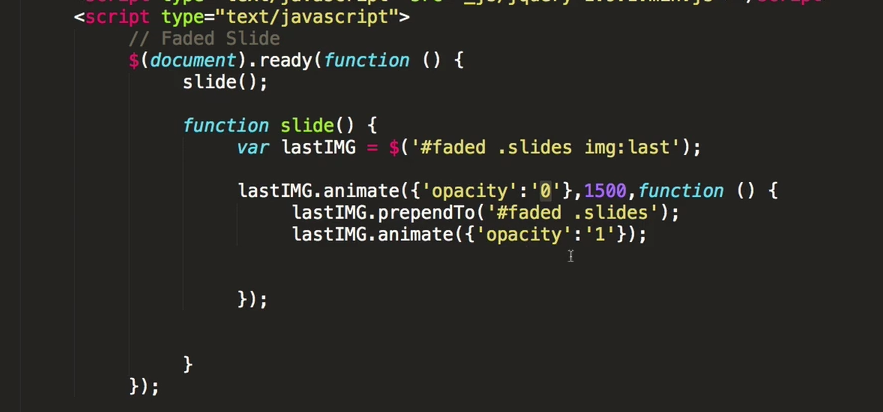 <script type="text/javascript">
// Faded Slide
$(document).ready(function () {
slide();
function slide() {
var lastIMG = $('#faded .slides img:last');
lastIMG.animate({'opacity':'0'},1500,function () {
lastIMG.prependTo('#faded .slides');
lastIMG.animate({'opacity':'1'});
});
}
});